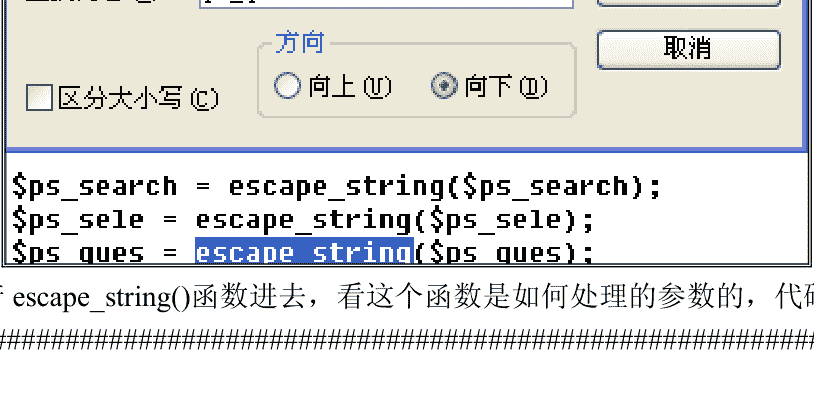 方向
取消
向上(U) 向下(D)
区分大小写(C)
$ps_search = escape_string($ps_search);
$ps_sele = escape_string($ps_sele);
$ps_ques = escape_string($ps_ques);
escape_string()函数进去，看这个函数是如何处理的参数的，代码
################################################################